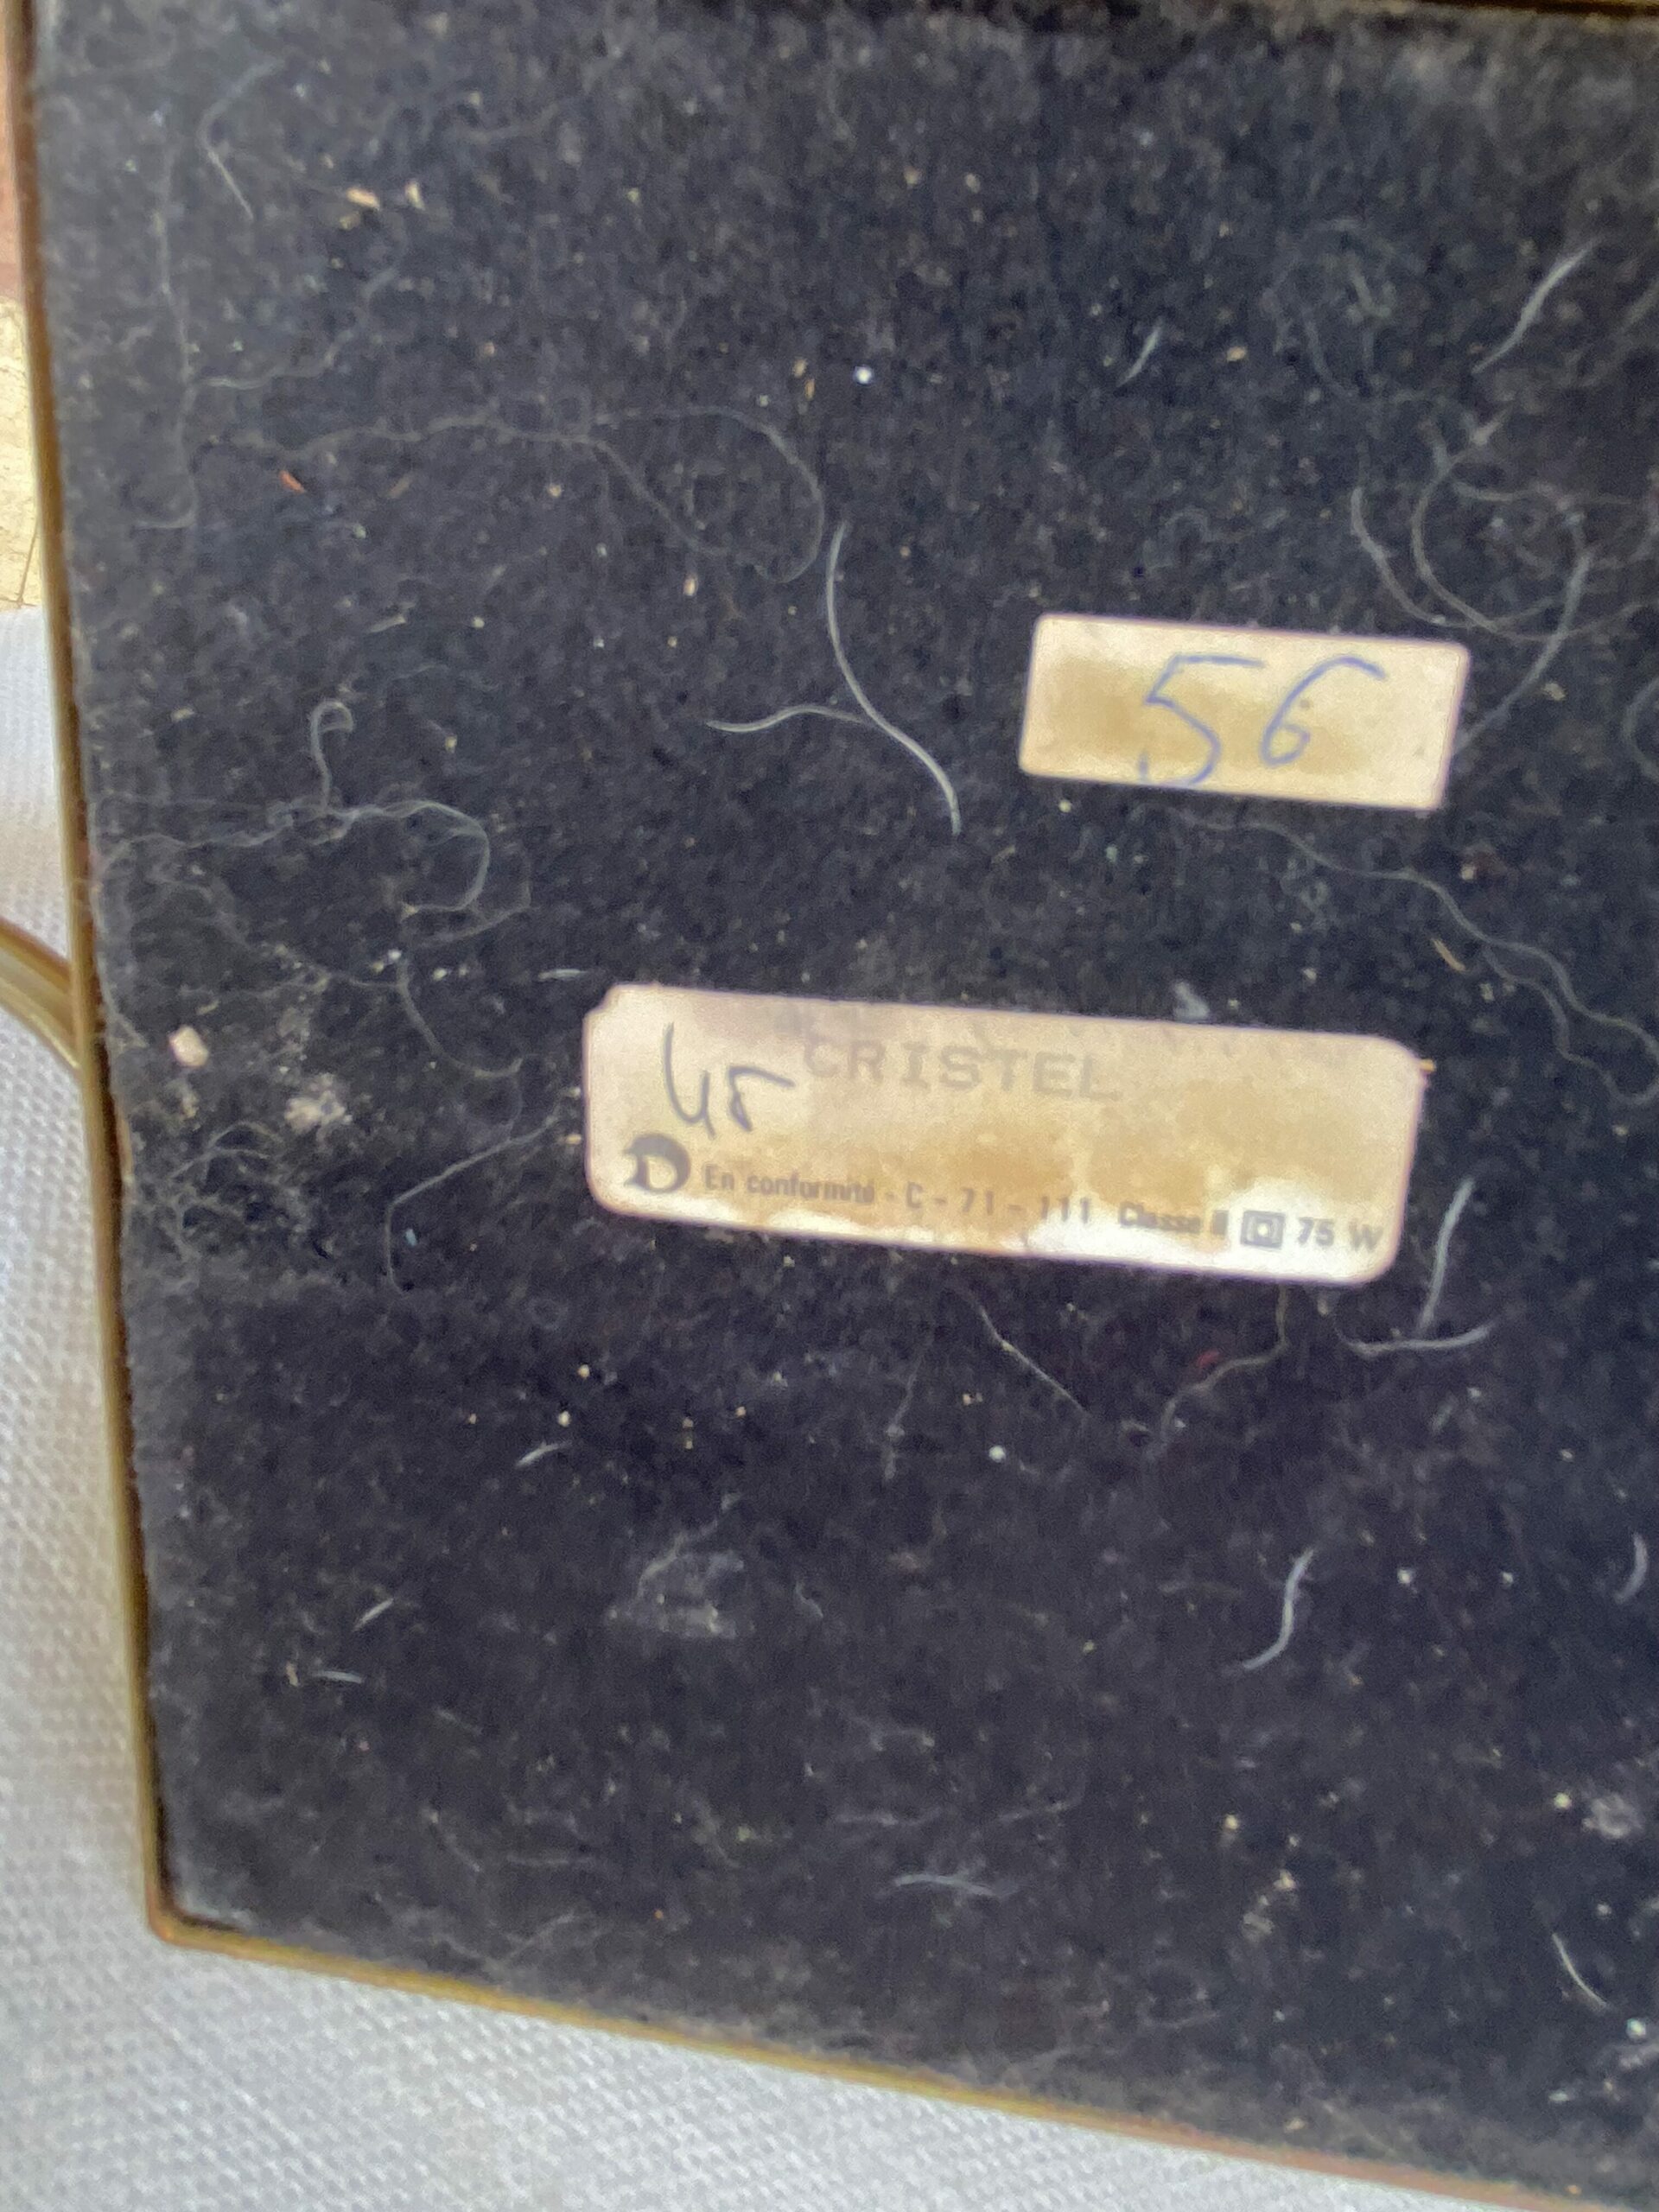 56
CRISTEL
45
D En conformité - C - 71 - 111 Classe II 75 W